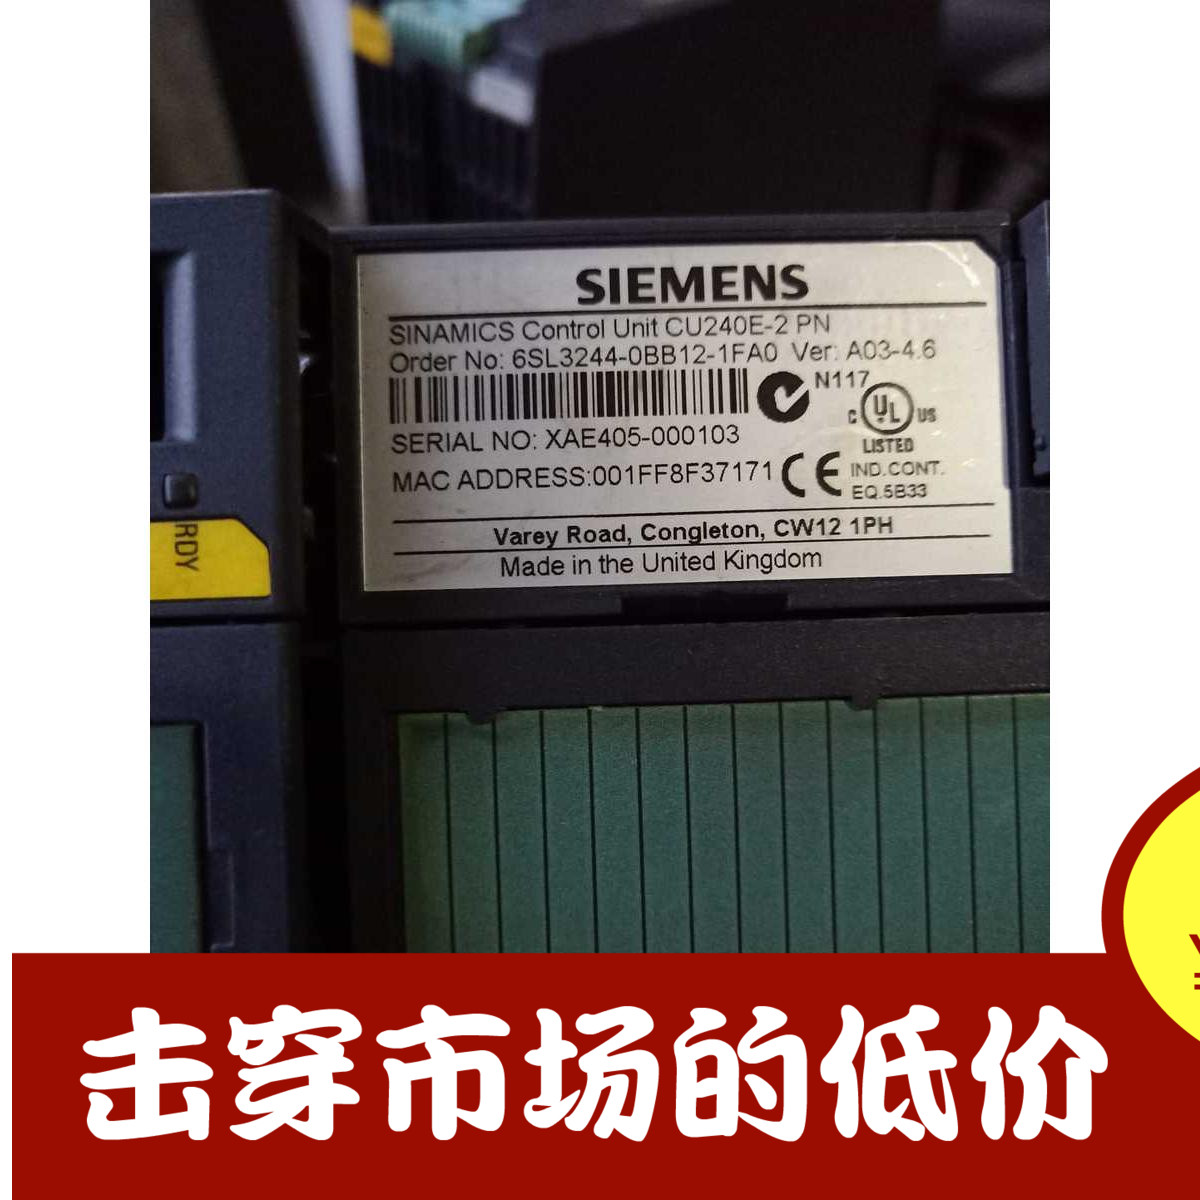 SIEMENS
SINAMICS Control Unit CU240E-2 PN
Order No: 6SL3244-0BB12-1FA0 Ver: A03-4.6
N117
C UL US
LISTED
SERIAL NO: XAE405-000103
MAC ADDRESS:001FF8F37171 CE IND.CONT.
EQ.5B33
Varey Road, Congleton, CW12 1PH
Made in the United Kingdom
RDY
击穿市场的低价